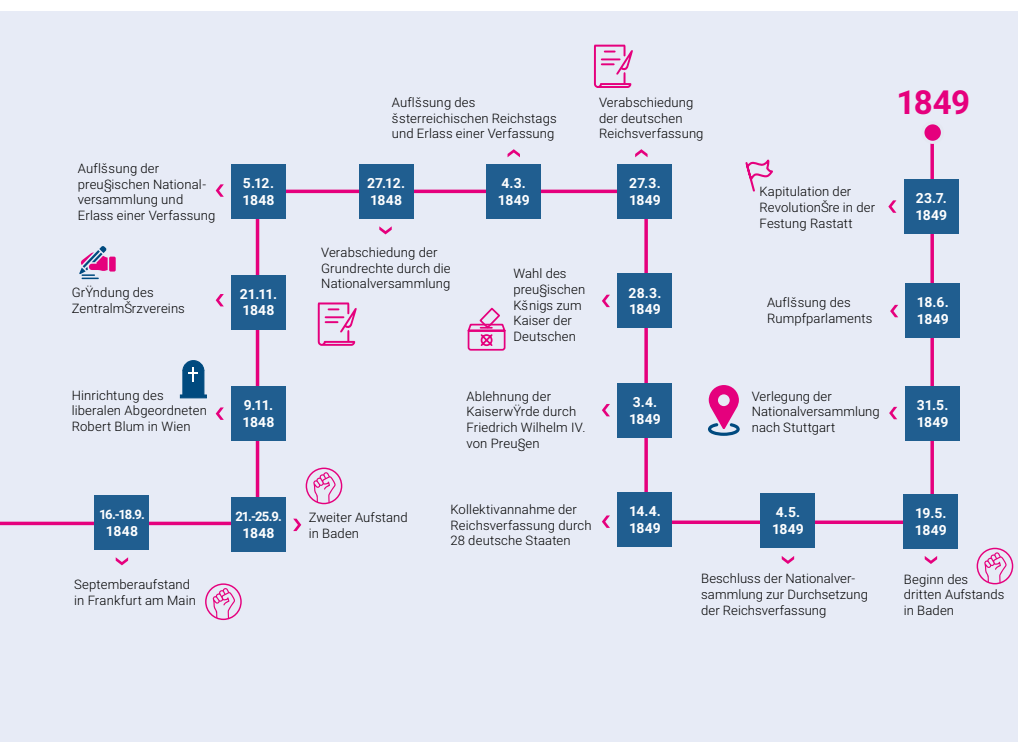 16.-18.9.
1848
Septemberaufstand
in Frankfurt am Main
21.-25.9.
1848
Zweiter Aufstand
in Baden
9.11.
1848
Hinrichtung des
liberalen Abgeordneten
Robert Blum in Wien
21.11.
1848
GrŸndung des
ZentralmŠrzvereins
5.12.
1848
Auflšsung der
preu§ischen National-
versammlung und
Erlass einer Verfassung
27.12.
1848
Verabschiedung der
Grundrechte durch die
Nationalversammlung
4.3.
1849
Auflšsung des
šsterreichischen Reichstags
und Erlass einer Verfassung
27.3.
1849
Verabschiedung
der deutschen
Reichsverfassung
28.3.
1849
Wahl des
preu§ischen
Kšnigs zum
Kaiser der
Deutschen
3.4.
1849
Ablehnung der
KaiserwŸrde durch
Friedrich Wilhelm IV.
von Preu§en
14.4.
1849
Kollektivannahme der
Reichsverfassung durch
28 deutsche Staaten
4.5.
1849
Beschluss der Nationalver-
sammlung zur Durchsetzung
der Reichsverfassung
19.5.
1849
Beginn des
dritten Aufstands
in Baden
31.5.
1849
Verlegung der
Nationalversammlung
nach Stuttgart
18.6.
1849
Auflšsung des
Rumpfparlaments
23.7.
1849
Kapitulation der
RevolutionŠre in der
Festung Rastatt
1849